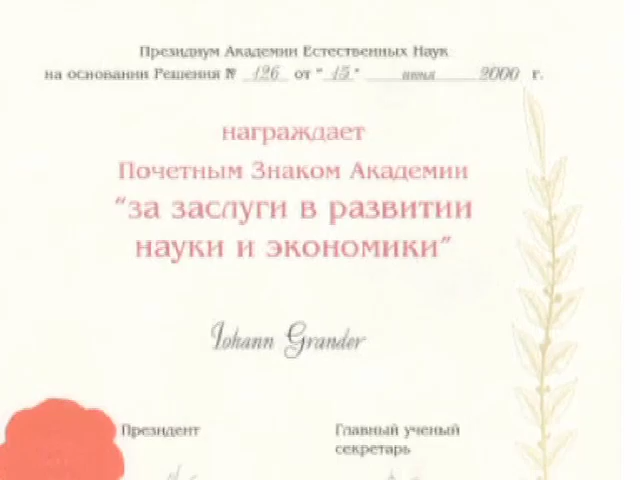 Президиум Академии Естественных Наук
на основании Решения № 126 от "15" июня 2000 г.
награждает
Почетным Знаком Академии
"за заслуги в развитии
науки и экономики"
Iohann Grander
Президент
Главный ученый
секретарь